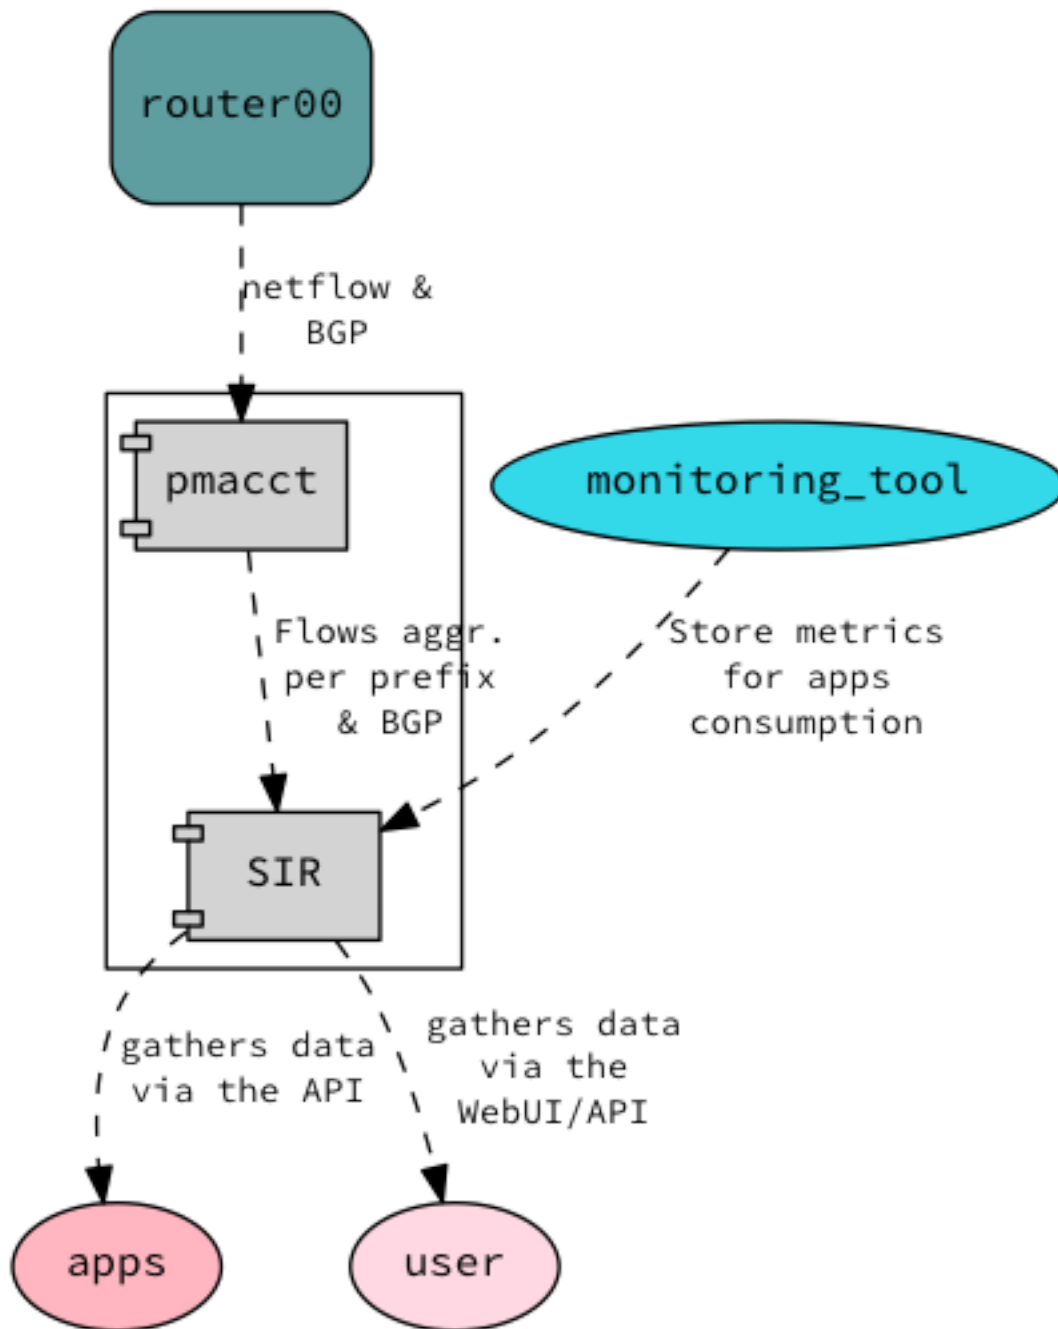 router00
netflow &
BGP
pmacct
monitoring_tool
Flows aggr.
per prefix
& BGP
Store metrics
for apps
consumption
SIR
gathers data
via the API
gathers data
via the
WebUI/API
apps
user